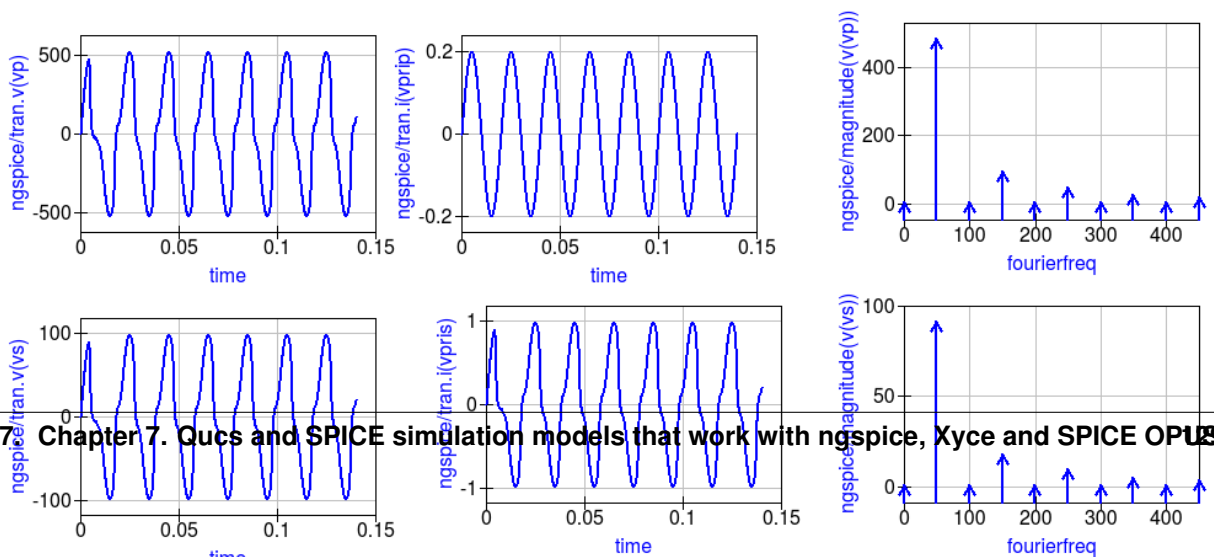 ngspice/tran.v(vp)
500
0
-500
0 0.05 0.1 0.15
time
ngspice/tran.i(vprip)
0.2
0
-0.2
0 0.05 0.1 0.15
time
ngspice/magnitude(v(vp))
400
200
0
0 100 200 300 400
fourierfreq
ngspice/tran.v(vs)
100
0
-100
0 0.05 0.1 0.15
time
ngspice/tran.i(vpris)
1
0
-1
0 0.05 0.1 0.15
time
ngspice/magnitude(v(vs))
100
50
0
0 100 200 300 400
fourierfreq
7. Chapter 7. Qucs and SPICE simulation models that work with ngspice, Xyce and SPICE OPUS